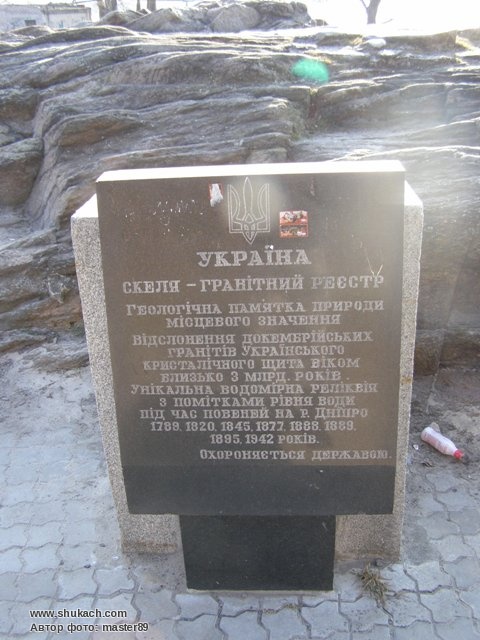 УКРАЇНА
СКЕЛЯ – ГРАНІТНИЙ РЕЄСТР
ГЕОЛОГІЧНА ПАМ'ЯТКА ПРИРОДИ
МІСЦЕВОГО ЗНАЧЕННЯ
ВІДСЛОНЕННЯ ДОКЕМБРІЙСЬКИХ
ГРАНІТІВ УКРАЇНСЬКОГО
КРИСТАЛІЧНОГО ЩИТА ВІКОМ
БЛИЗЬКО 3 МЛРД. РОКІВ.
УНІКАЛЬНА ВОДОМІРНА РЕЛІКВІЯ
З ПОМІТКАМИ РІВНЯ ВОДИ
ПІД ЧАС ПОВЕНЕЙ НА Р. ДНІПРО
1789, 1820, 1845, 1877, 1888, 1889,
1895, 1942 РОКІВ.
ОХОРОНЯЄТЬСЯ ДЕРЖАВОЮ.
www.shukach.com
Автор фото: master89